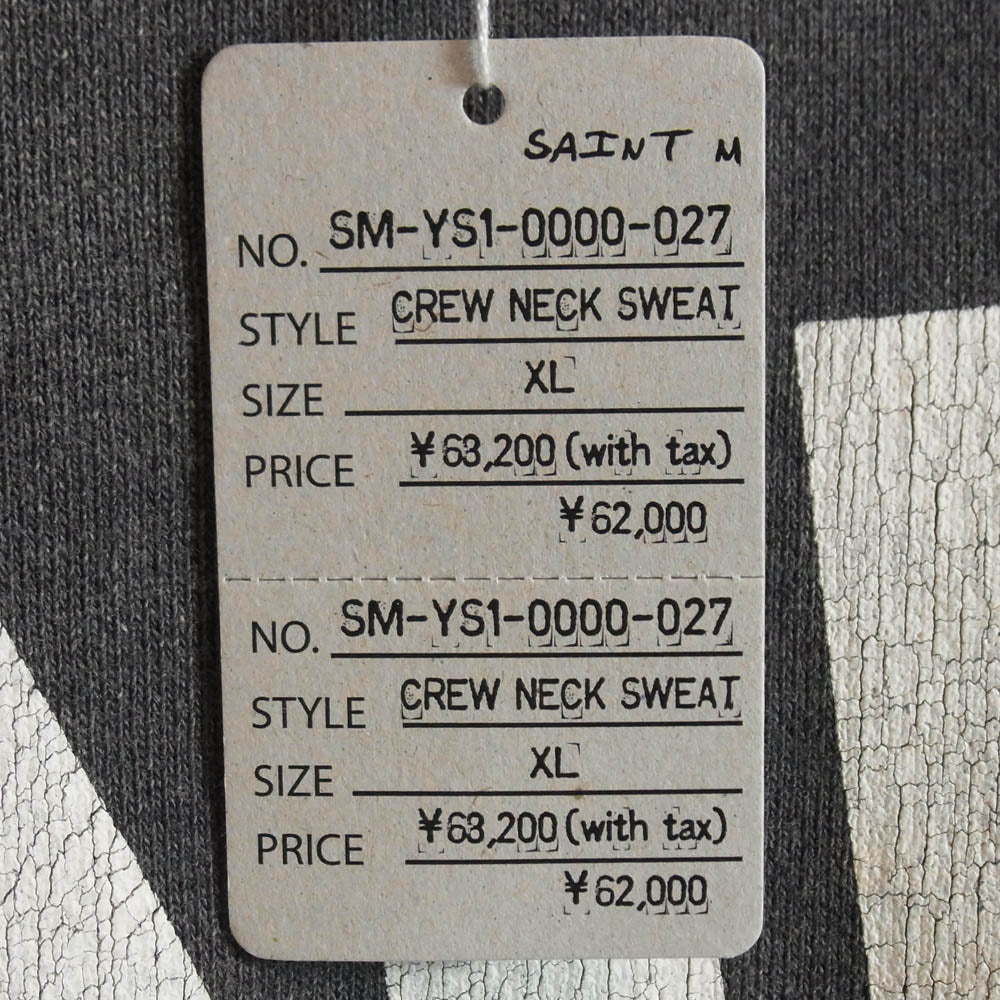 SAINT M
NO. SM-YS1-0000-027
STYLE CREW NECK SWEAT
SIZE XL
PRICE ¥68,200 (with tax)
¥62,000
NO. SM-YS1-0000-027
STYLE CREW NECK SWEAT
SIZE XL
PRICE ¥68,200 (with tax)
¥62,000